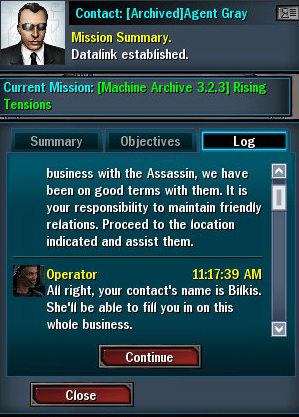 Contact: [Archived]Agent Gray
Mission Summary.
Datalink established.
Current Mission: [Machine Archive 3.2.3] Rising
Tensions
Summary
Objectives
Log
business with the Assassin, we have
been on good terms with them. It is
your responsibility to maintain friendly
relations. Proceed to the location
indicated and assist them.
Operator
11:17:39 AM
All right, your contact's name is Bilkis.
She'll be able to fill you in on this
whole business.
Continue
Close